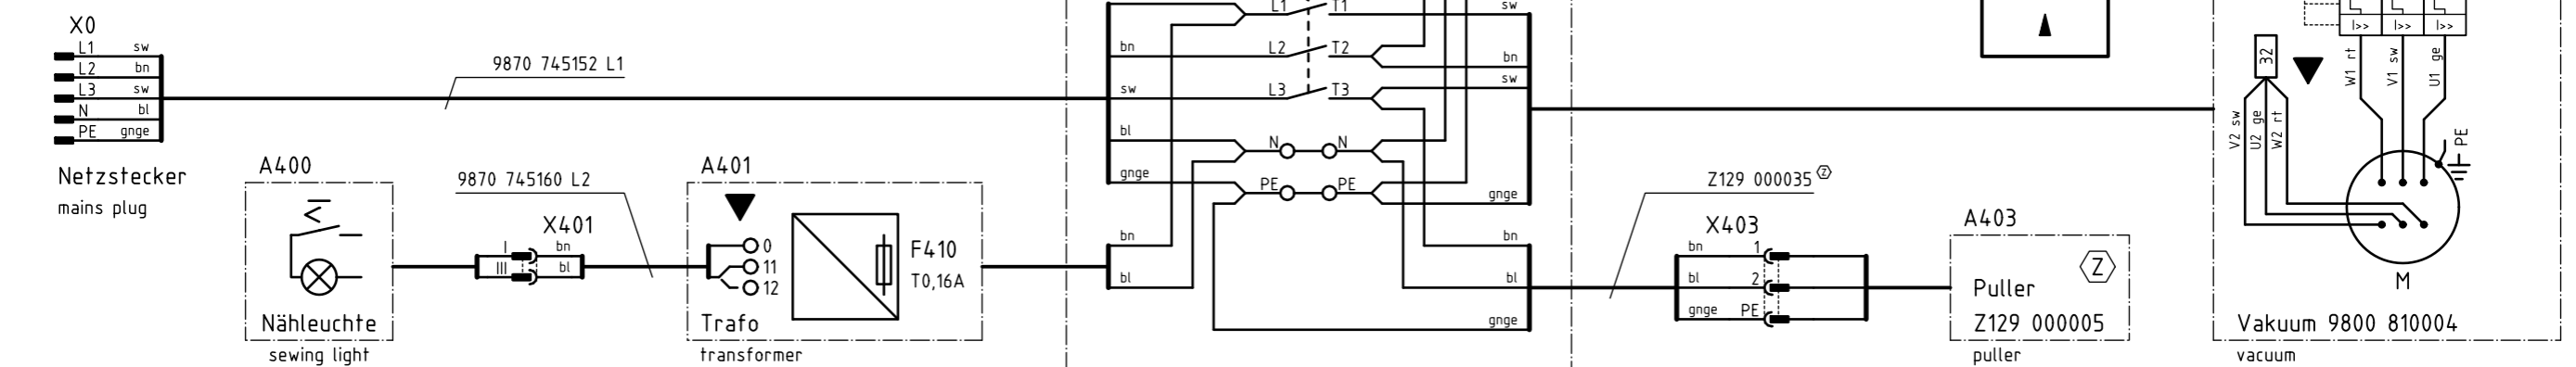 X0
L1 sw
L2 bn
L3 sw
N bl
PE gnge
Netzstecker
mains plug
9870 745152 L1
A400
Nähleuchte
sewing light
9870 745160 L2
X401
I bn
III bl
A401
0
11
12
F410
T0,16A
Trafo
transformer
L1 T1 sw
bn L2 T2 bn
sw L3 T3 sw
bl N N
gnge PE PE gnge
bn bn
bl bl
gnge
Z129 000035 Z
X403
bn 1
bl 2
gnge PE
A403
Z
Puller
Z129 000005
puller
I>> I>> I>>
32
W1 rt
V1 sw
U1 ge
V2 sw
U2 ge
W2 rt
PE
M
Vakuum 9800 810004
vacuum